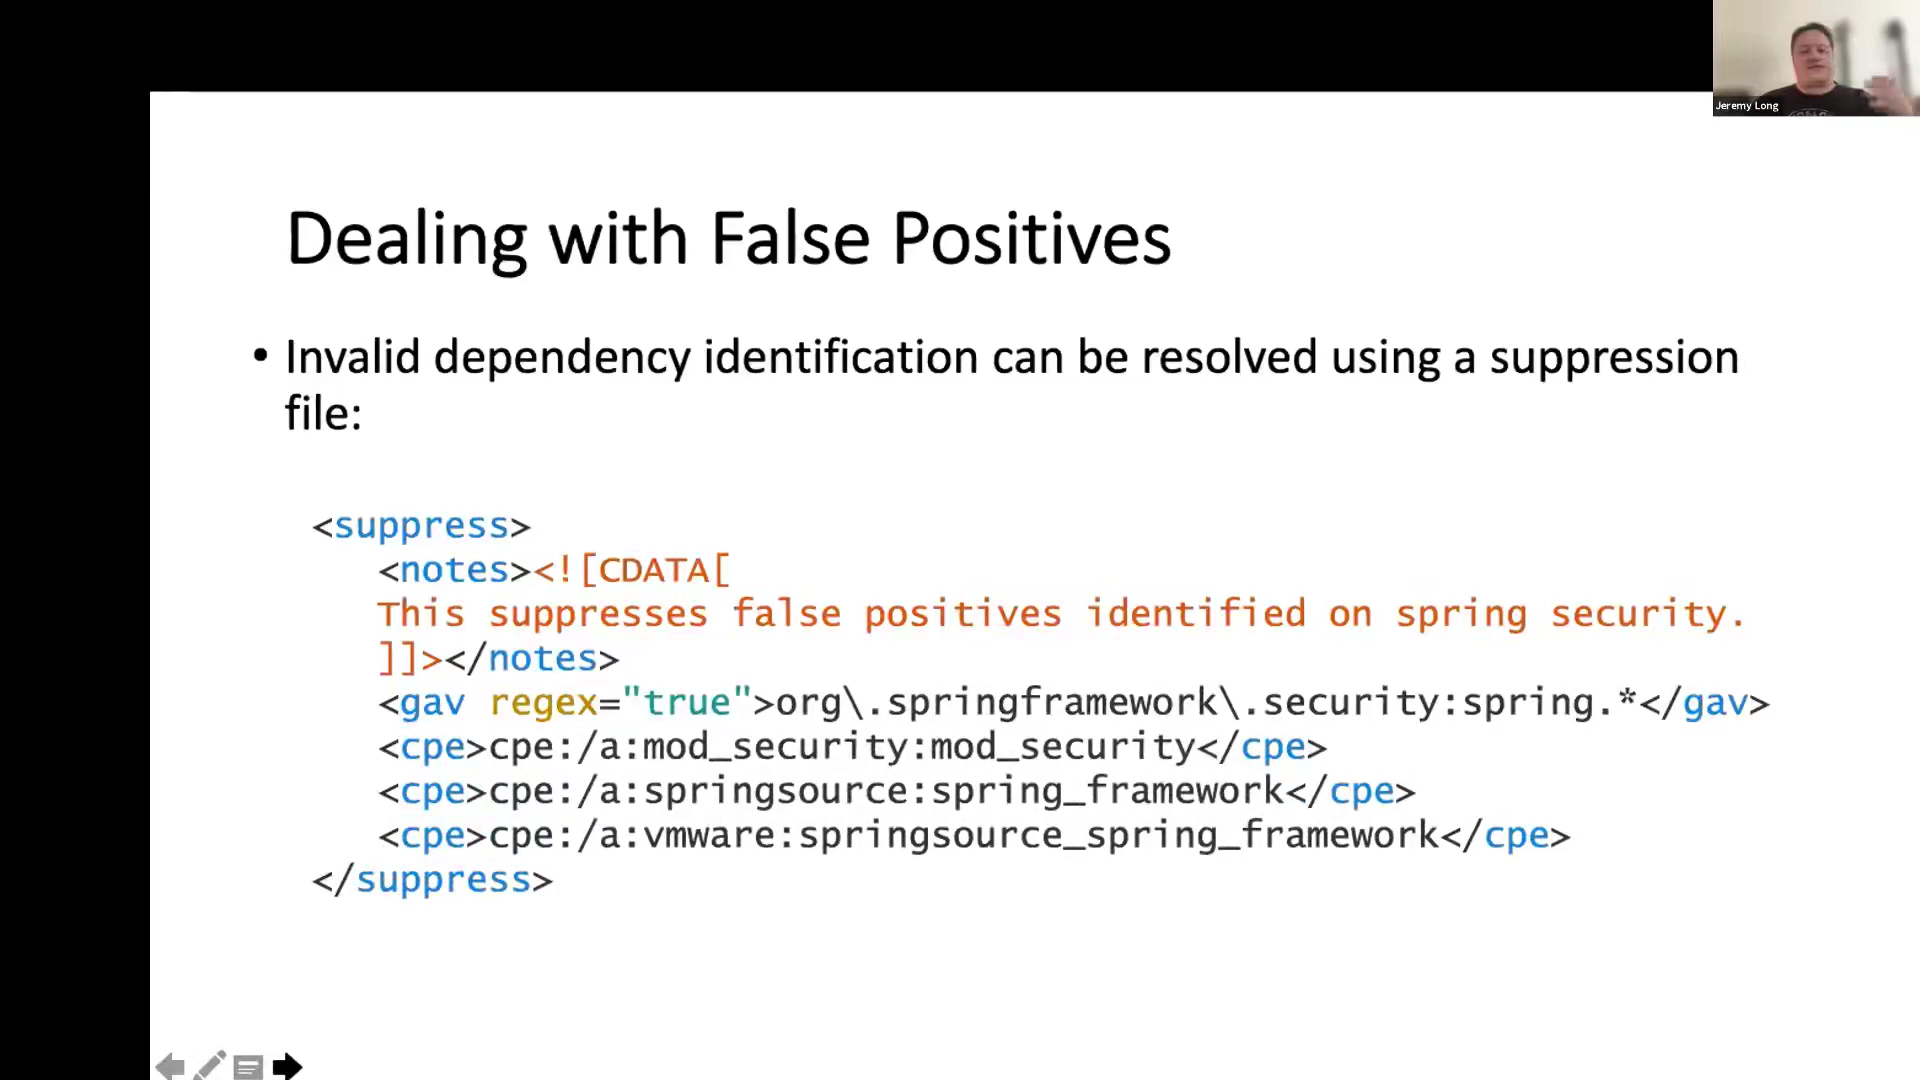 Jeremy Long
Dealing with False Positives
• Invalid dependency identification can be resolved using a suppression
file:
<suppress>
<notes><![CDATA[
This suppresses false positives identified on spring security.
]]></notes>
<gav regex="true">org\.springframework\.security:spring.*</gav>
<cpe>cpe:/a:mod_security:mod_security</cpe>
<cpe>cpe:/a:springsource:spring_framework</cpe>
<cpe>cpe:/a:vmware:springsource_spring_framework</cpe>
</suppress>